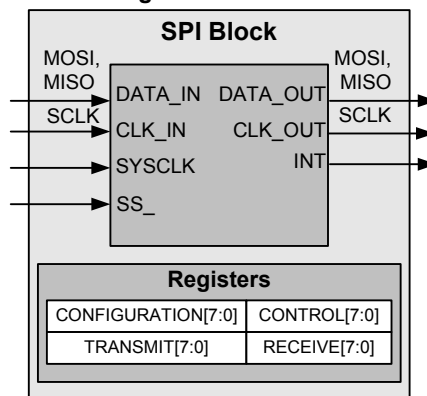 SPI Block
MOSI,
MISO
SCLK
DATA_IN
CLK_IN
SYSCLK
SS_
DATA_OUT
CLK_OUT
INT
MOSI,
MISO
SCLK
Registers
CONFIGURATION[7:0] CONTROL[7:0]
TRANSMIT[7:0] RECEIVE[7:0]